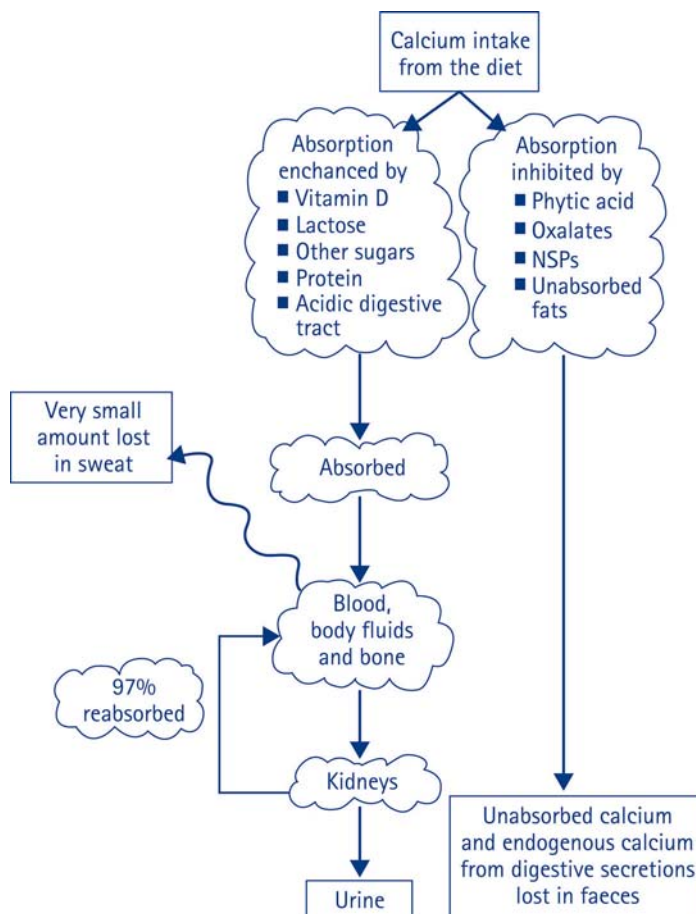 Calcium intake
from the diet
Absorption
enchanced by
■ Vitamin D
■ Lactose
■ Other sugars
■ Protein
■ Acidic digestive
tract
Absorption
inhibited by
■ Phytic acid
■ Oxalates
■ NSPs
■ Unabsorbed
fats
Very small
amount lost
in sweat
Absorbed
Blood,
body fluids
and bone
97%
reabsorbed
Kidneys
Unabsorbed calcium
and endogenous calcium
from digestive secretions
lost in faeces
Urine